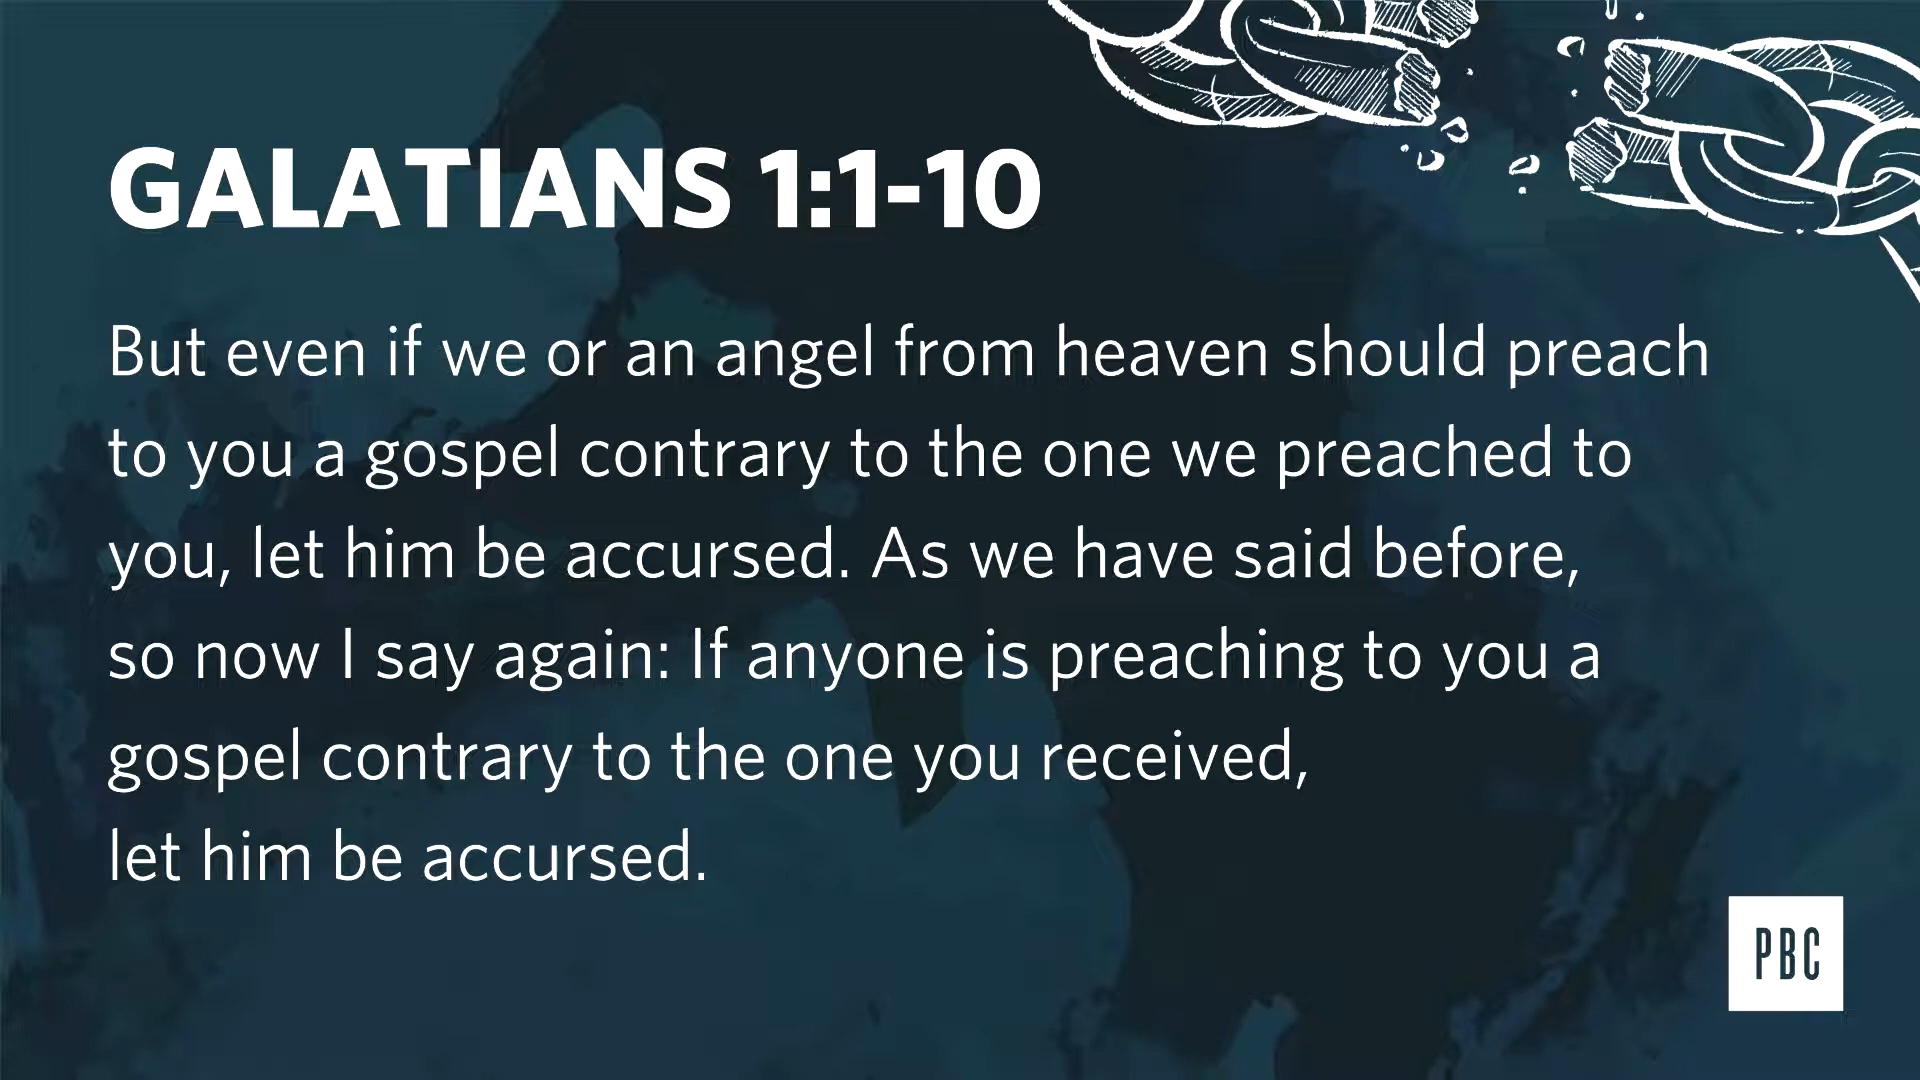 GALATIANS 1:1-10
But even if we or an angel from heaven should preach
to you a gospel contrary to the one we preached to
you, let him be accursed. As we have said before,
so now I say again: If anyone is preaching to you a
gospel contrary to the one you received,
let him be accursed.
PBC